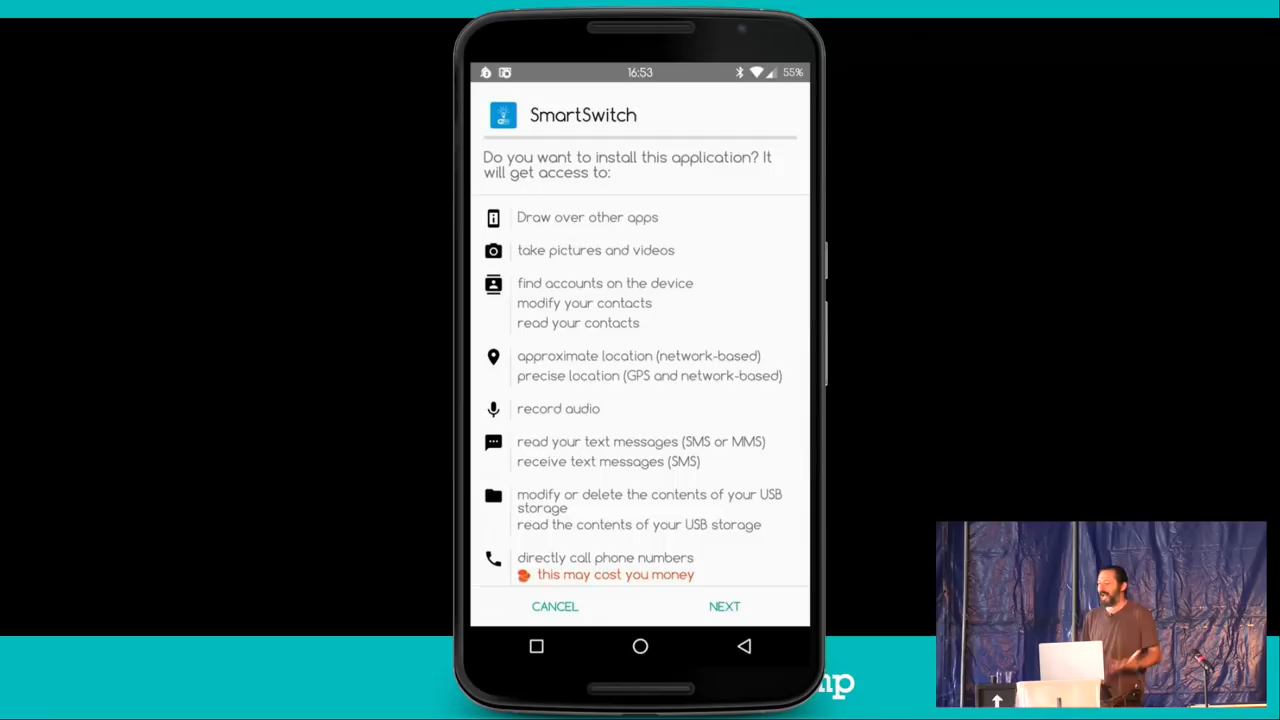 16:53
55%
SmartSwitch
Do you want to install this application? It
will get access to:
Draw over other apps
take pictures and videos
find accounts on the device
modify your contacts
read your contacts
approximate location (network-based)
precise location (GPS and network-based)
record audio
read your text messages (SMS or MMS)
receive text messages (SMS)
modify or delete the contents of your USB
storage
read the contents of your USB storage
directly call phone numbers
this may cost you money
CANCEL
NEXT